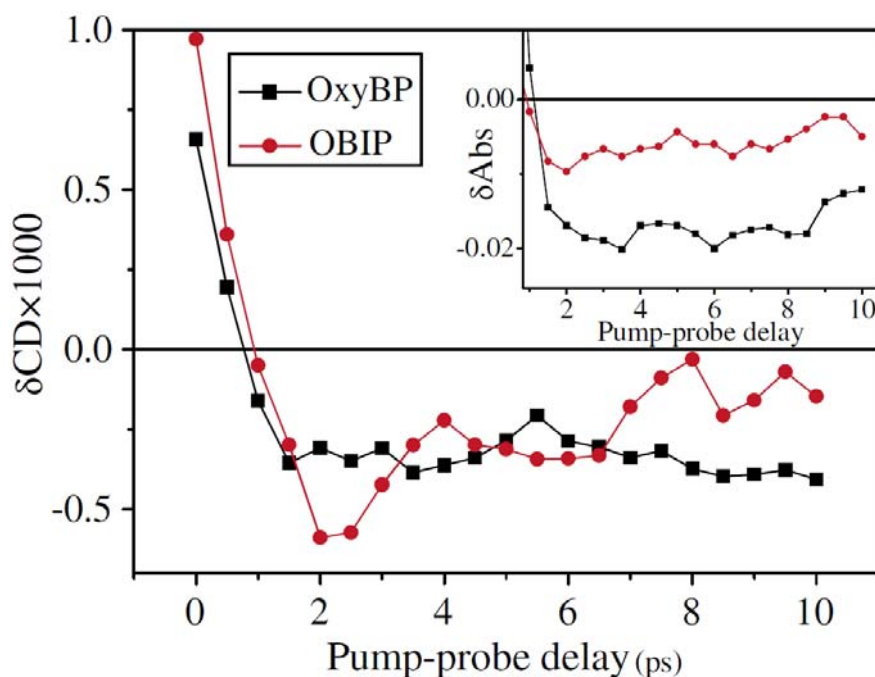 1.0
0.5
0.0
-0.5
δCD×1000
0 2 4 6 8 10
Pump-probe delay (ps)
OxyBP
OBIP
0.00
-0.02
δAbs
2 4 6 8 10
Pump-probe delay